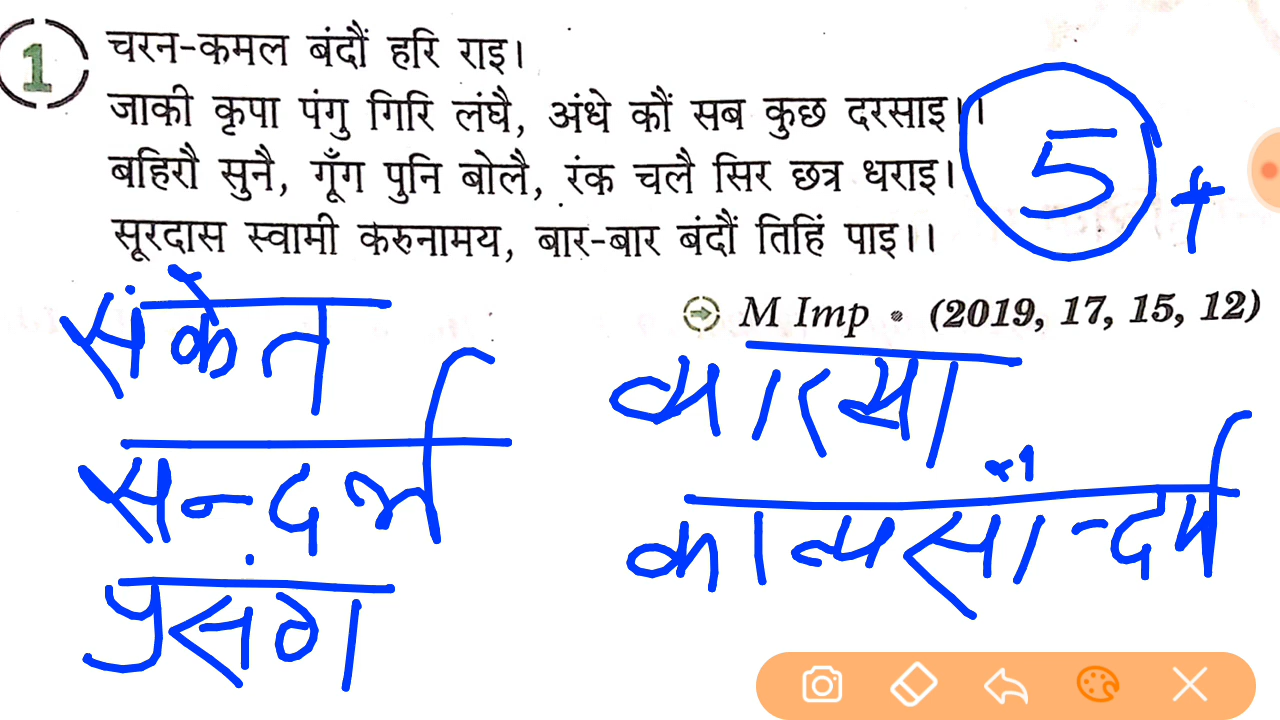 1
चरन-कमल बंदौं हरि राइ।
जाकी कृपा पंगु गिरि लंघै, अंधे कौं सब कुछ दरसाइ।।
बहिरौ सुनै, गूँग पुनि बोलै, रंक चलै सिर छत्र धराइ।
सूरदास स्वामी करुनामय, बार-बार बंदौं तिहिं पाइ।।
5+
M Imp • (2019, 17, 15, 12)
संकेत
सन्दर्भ
प्रसंग
व्याख्या
काव्यसौन्दर्य